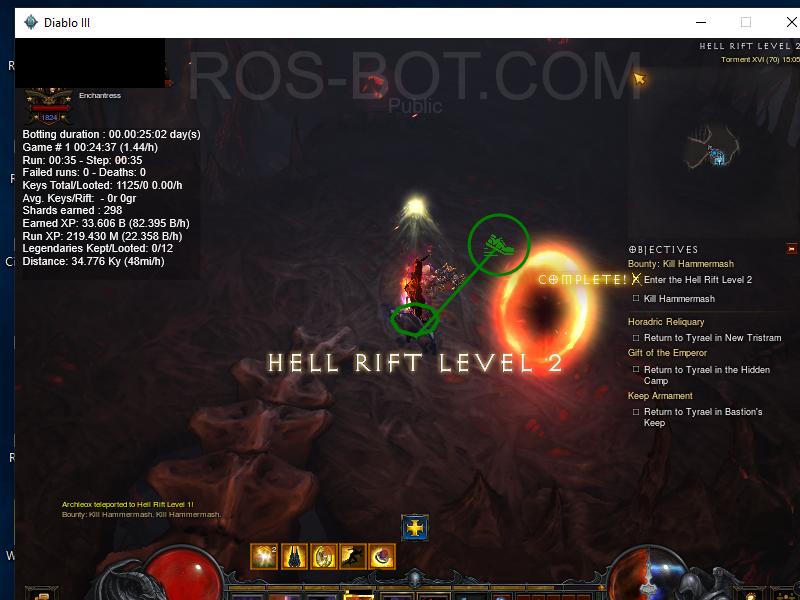 Diablo III
HELL RIFT LEVEL 2
Torment XVI (70) 15:05
ROS-BOT.COM
Public
Enchantress
1824
Botting duration : 00.00:25:02 day(s)
Game # 1 00:24:37 (1.44/h)
Run: 00:35 - Step: 00:35
Failed runs: 0 - Deaths: 0
Keys Total/Looted: 1125/0 0.00/h
Avg. Keys/Rift: - 0r 0gr
Shards earned : 298
Earned XP: 33.606 B (82.395 B/h)
Run XP: 219.430 M (22.358 B/h)
Legendaries Kept/Looted: 0/12
Distance: 34.776 Ky (48mi/h)
OBJECTIVES
Bounty: Kill Hammermash
COMPLETE!
Enter the Hell Rift Level 2
Kill Hammermash
Horadric Reliquary
Return to Tyrael in New Tristram
Gift of the Emperor
Return to Tyrael in the Hidden
Camp
Keep Armament
Return to Tyrael in Bastion's
Keep
HELL RIFT LEVEL 2
Archleox teleported to Hell Rift Level 1!
Bounty: Kill Hammermash, Kill Hammermash.
2
R
R
Ci
R
W